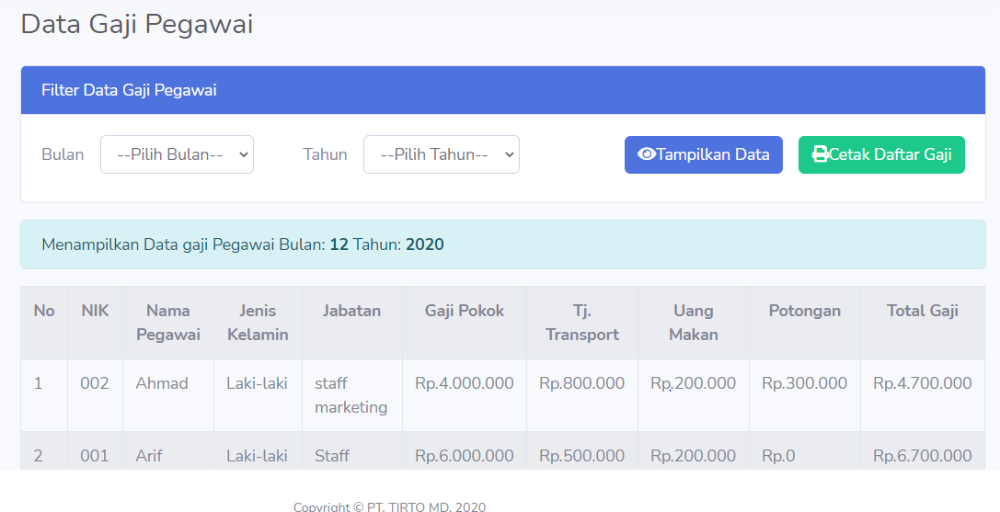 Data Gaji Pegawai
Filter Data Gaji Pegawai
Bulan --Pilih Bulan-- Tahun --Pilih Tahun-- Tampilkan Data Cetak Daftar Gaji
Menampilkan Data gaji Pegawai Bulan: 12 Tahun: 2020
No NIK Nama Pegawai Jenis Kelamin Jabatan Gaji Pokok Tj. Transport Uang Makan Potongan Total Gaji
1 002 Ahmad Laki-laki staff marketing Rp.4.000.000 Rp.800.000 Rp.200.000 Rp.300.000 Rp.4.700.000
2 001 Arif Laki-laki Staff Rp.6.000.000 Rp.500.000 Rp.200.000 Rp.0 Rp.6.700.000
Copyright © PT. TIRTO MD. 2020